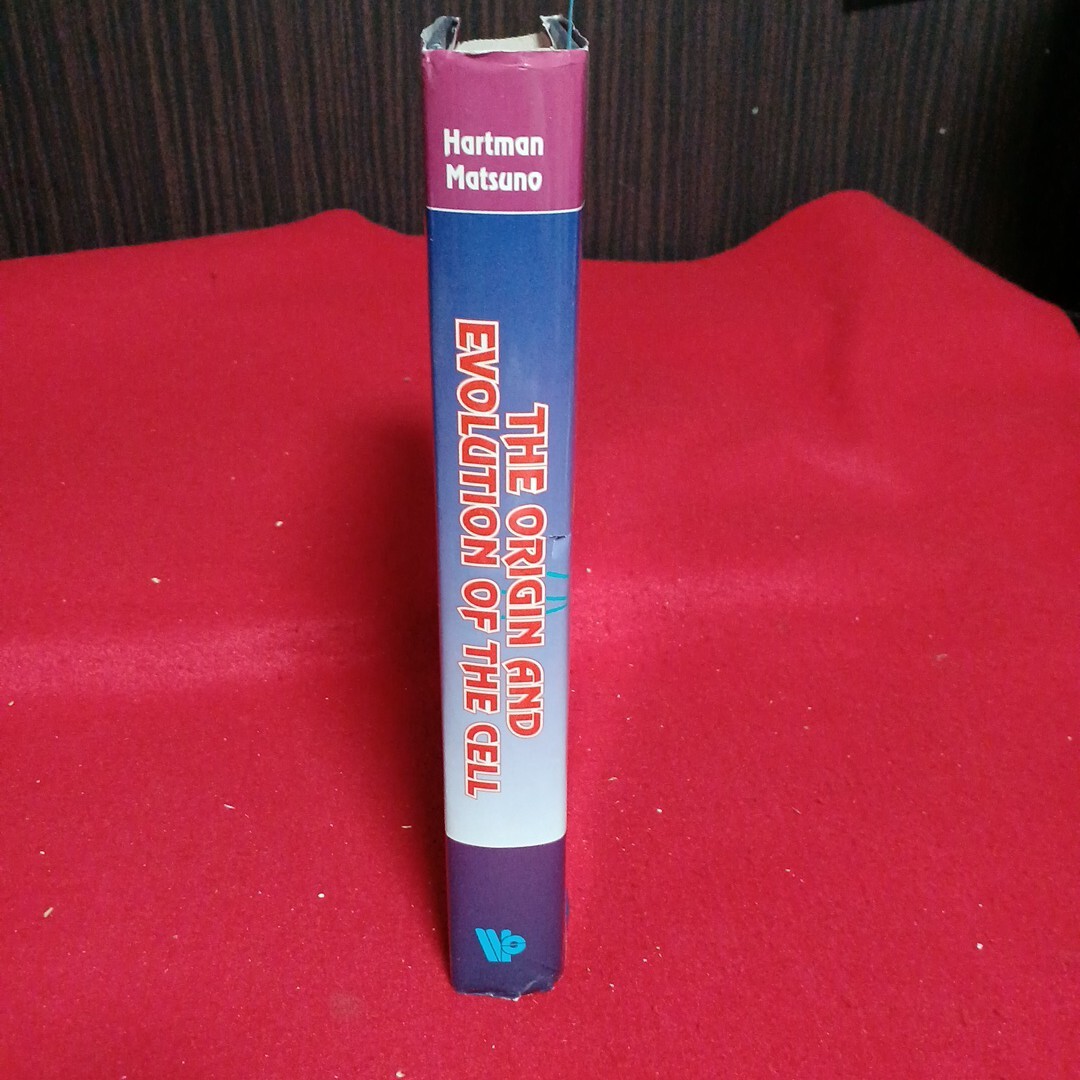 Hartman
Matsuno
THE ORIGIN AND
EVOLUTION OF THE CELL